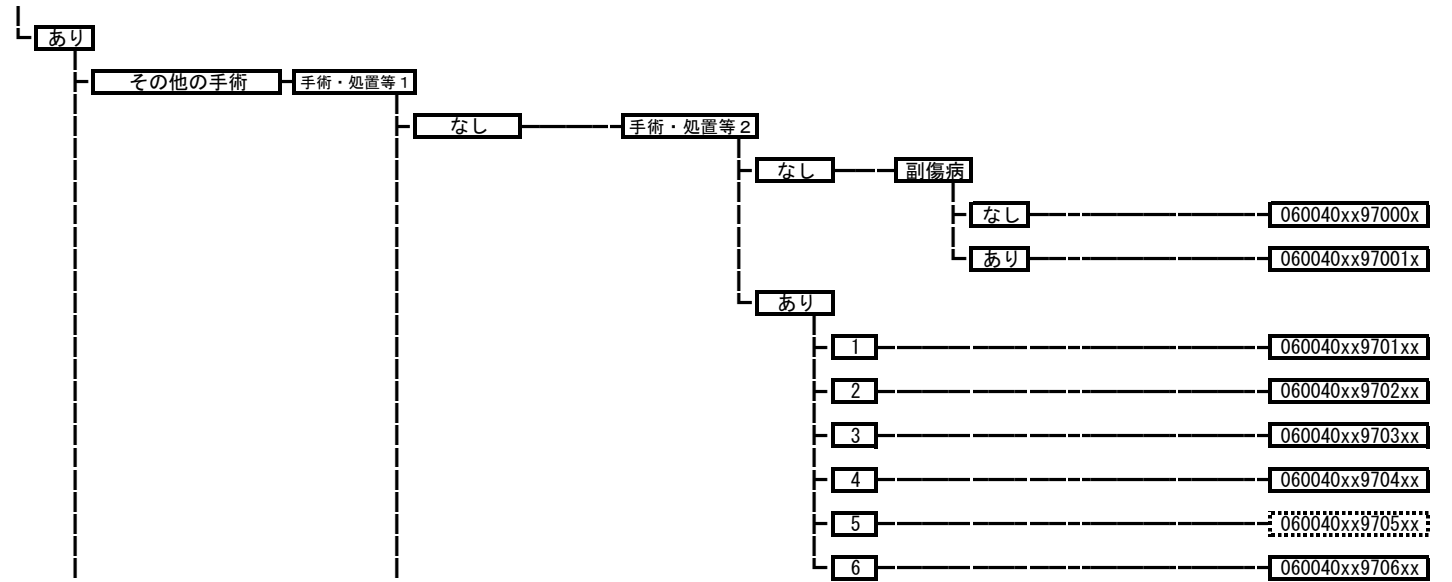 あり
その他の手術 手術・処置等1
なし 手術・処置等2
なし 副傷病
なし 060040xx97000x
あり 060040xx97001x
あり
1 060040xx9701xx
2 060040xx9702xx
3 060040xx9703xx
4 060040xx9704xx
5 060040xx9705xx
6 060040xx9706xx